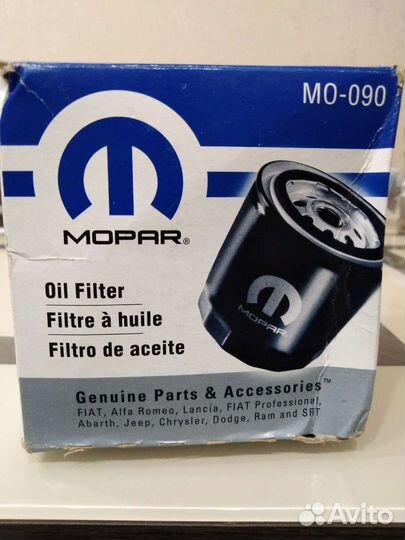 MO-090
MOPAR®
MOPAR
Oil Filter
Filtre à huile
Filtro de aceite
Genuine Parts & Accessories™
FIAT, Alfa Romeo, Lancia, FIAT Professional,
Abarth, Jeep, Chrysler, Dodge, Ram and SRT
Avito